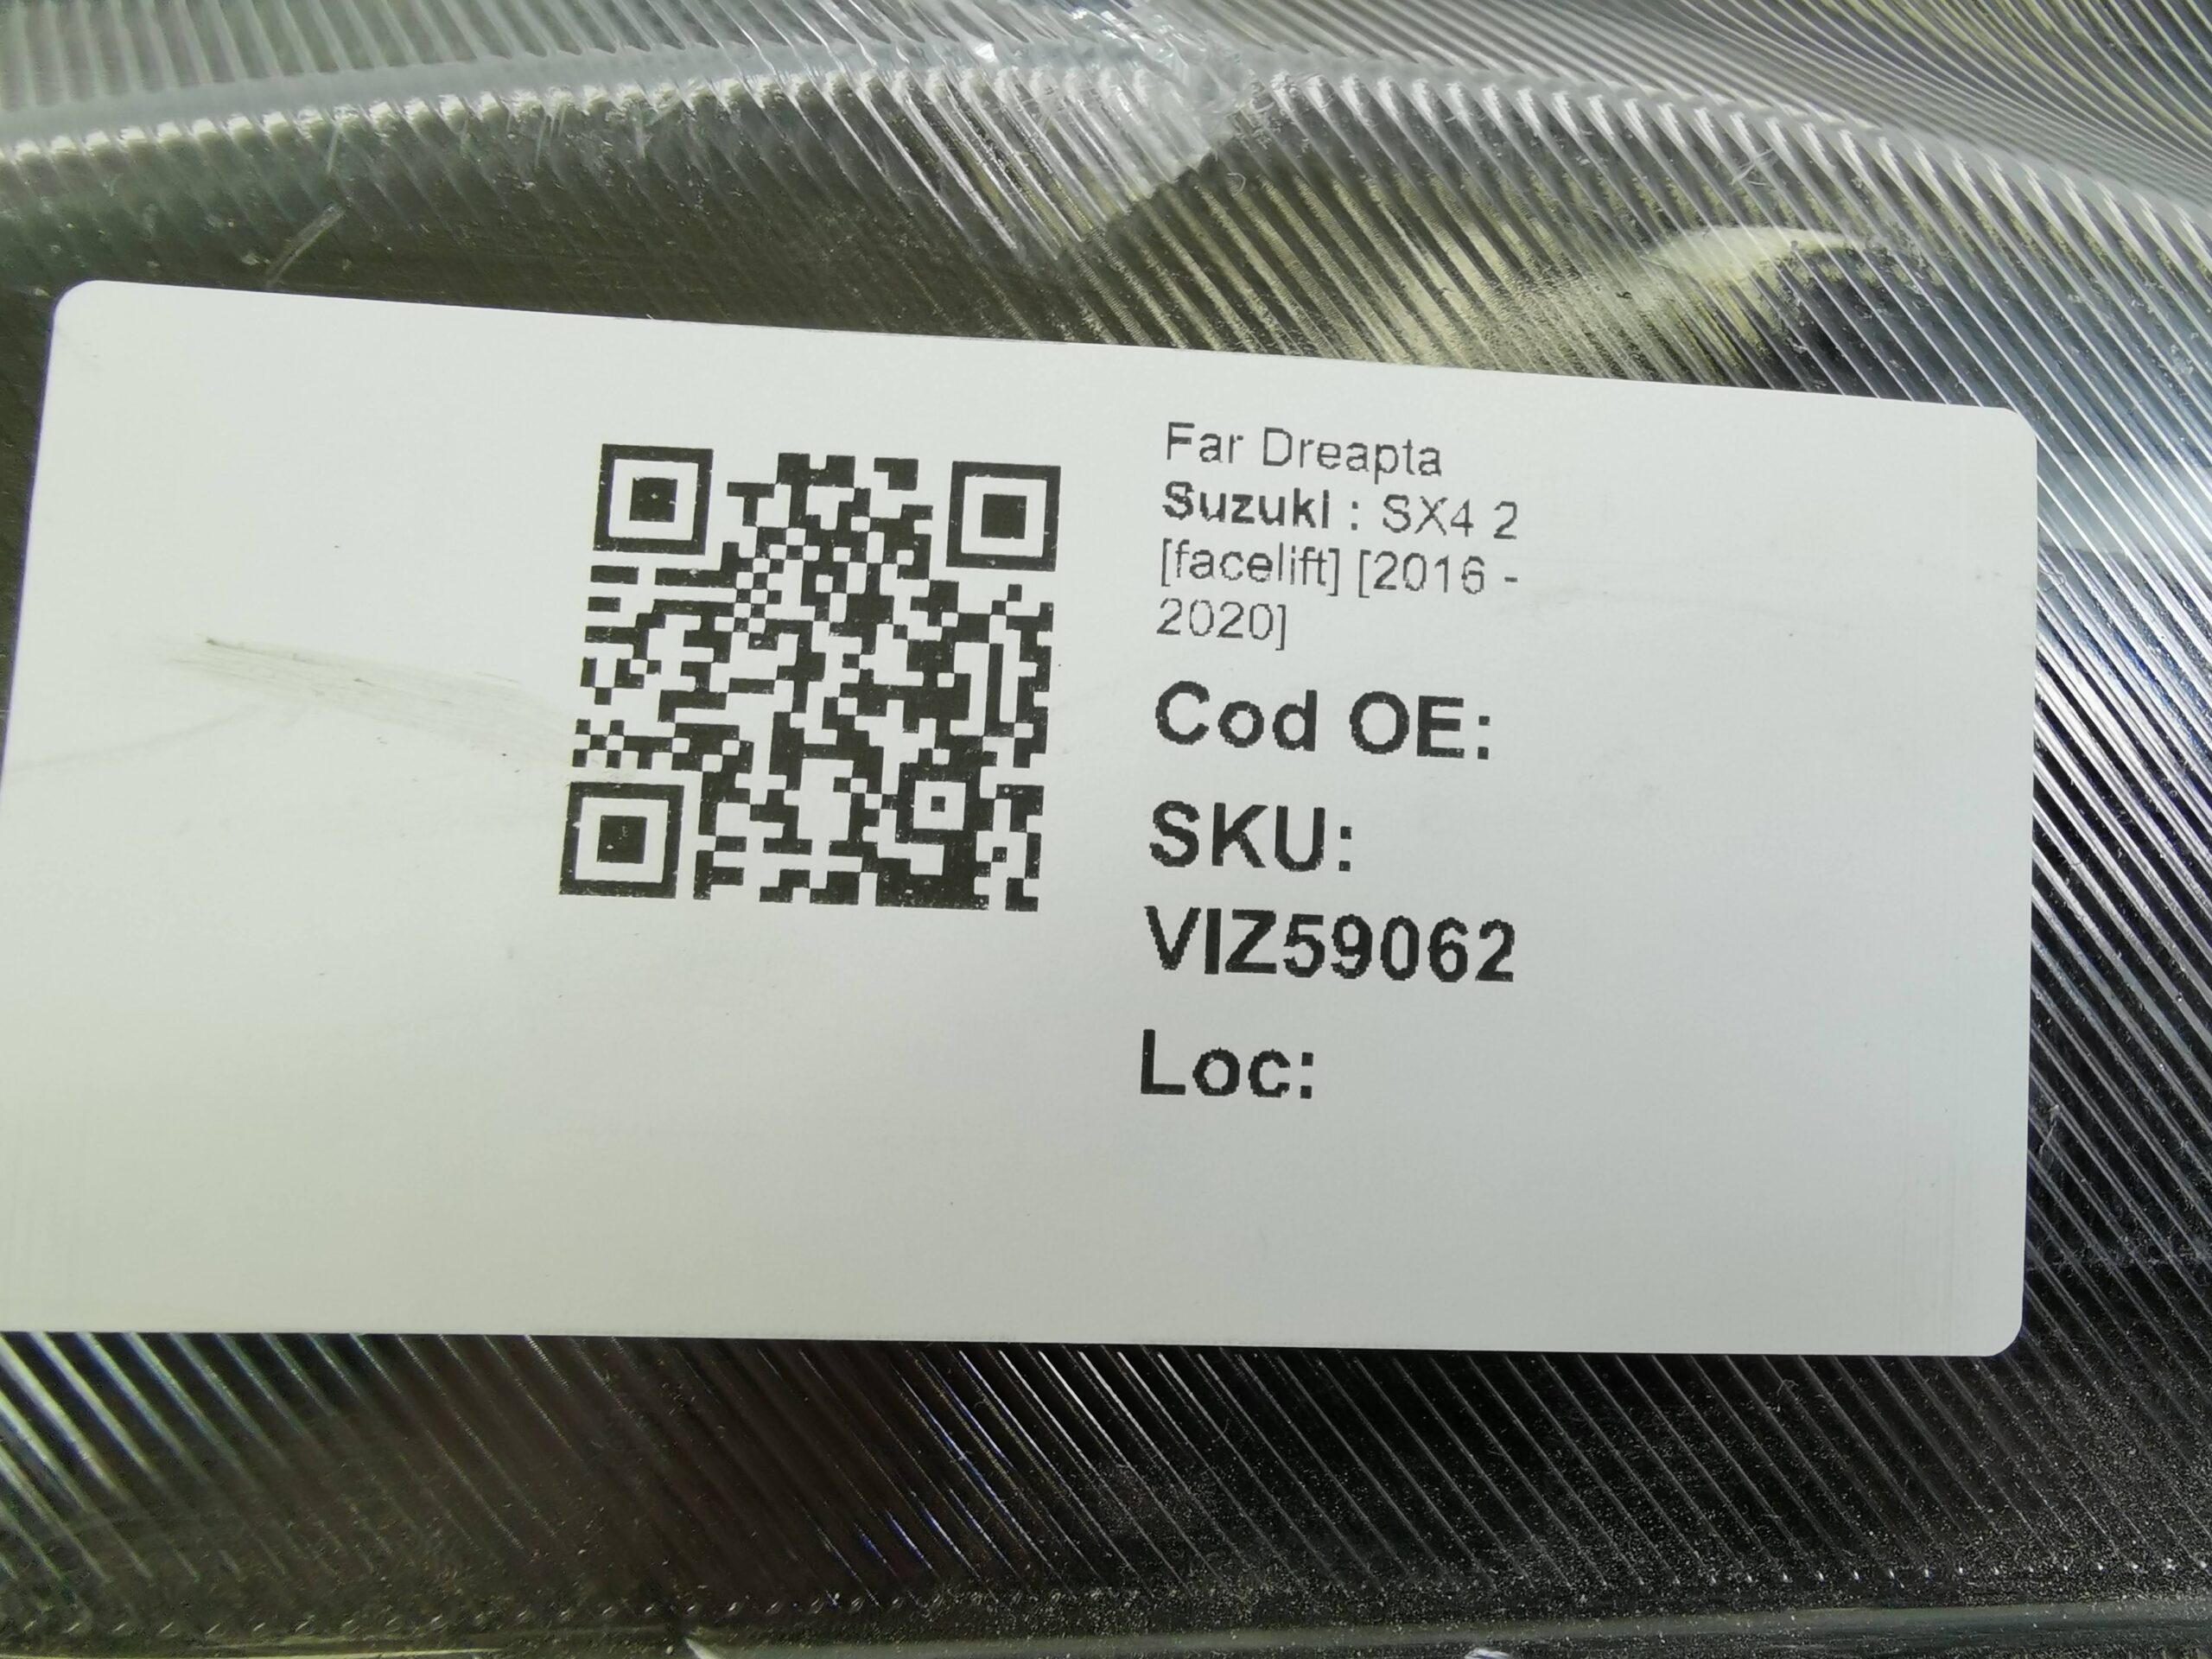 Far Dreapta
Suzuki : SX4 2
[facelift] [2016 -
2020]
Cod OE:
SKU:
VIZ59062
Loc: